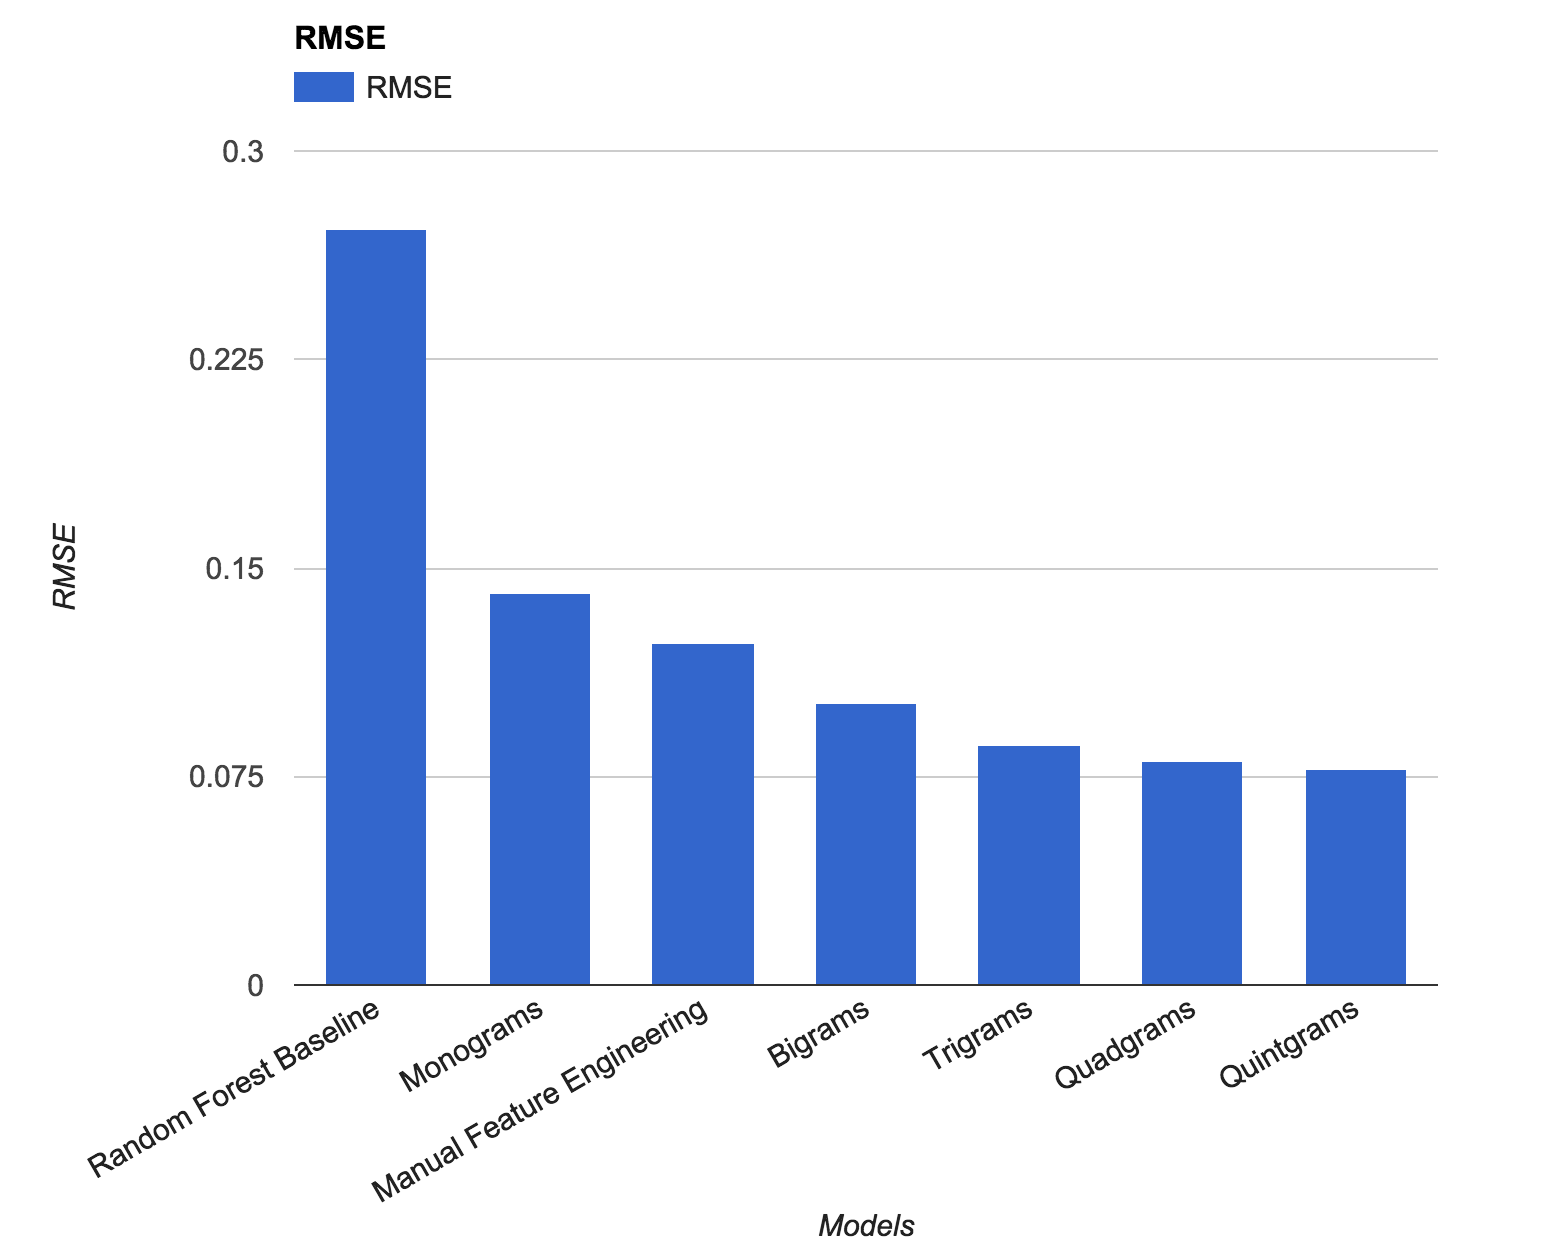 RMSE
RMSE
0.3
0.225
0.15
0.075
0
RMSE
Random Forest Baseline
Monograms
Manual Feature Engineering
Bigrams
Trigrams
Quadgrams
Quintgrams
Models